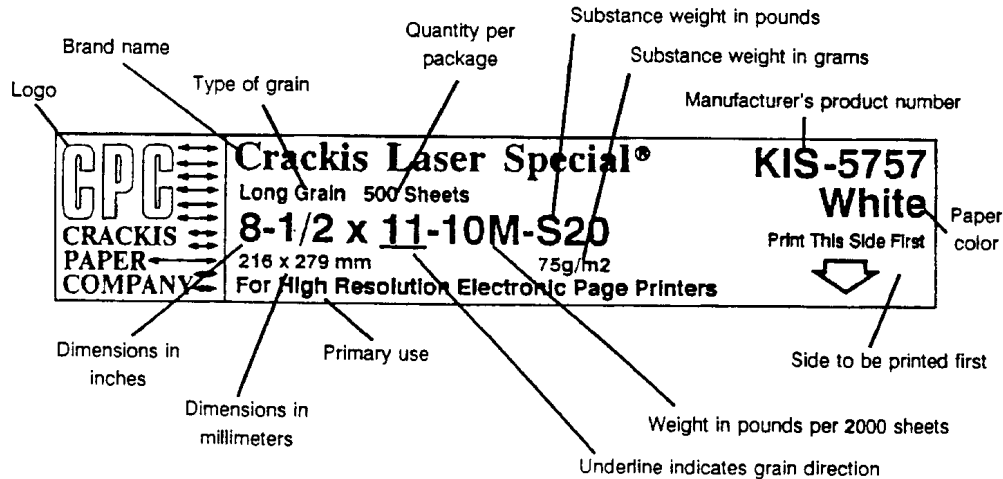 Substance weight in pounds
Quantity per
package
Brand name
Substance weight in grams
Type of grain
Logo
Manufacturer's product number
CPC
CRACKIS
PAPER
COMPANY
Crackis Laser Special®
Long Grain 500 Sheets
8-1/2 x 11-10M-S20
216 x 279 mm 75g/m2
For High Resolution Electronic Page Printers
KIS-5757
White
Print This Side First
Paper
color
Dimensions in
inches
Primary use
Side to be printed first
Dimensions in
millimeters
Weight in pounds per 2000 sheets
Underline indicates grain direction